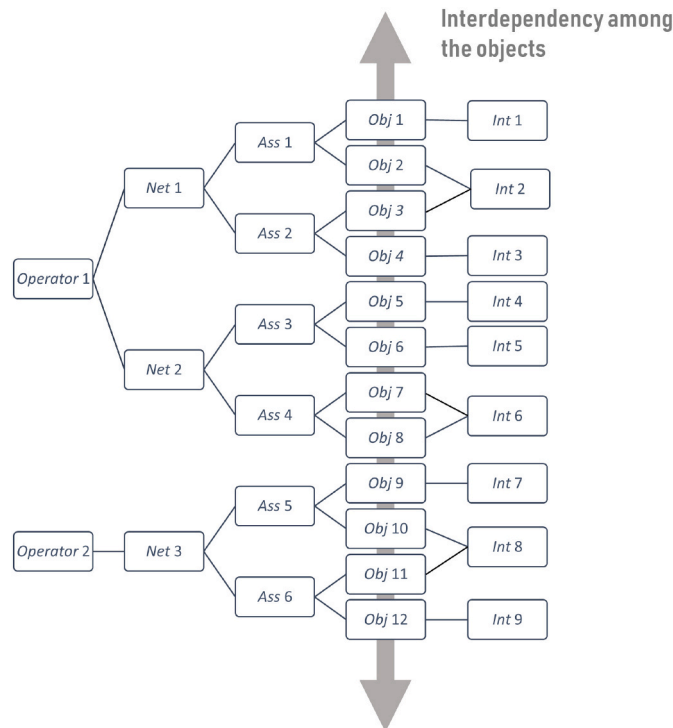 Interdependency among
the objects
Obj 1
Int 1
Ass 1
Obj 2
Net 1
Int 2
Obj 3
Ass 2
Obj 4
Int 3
Operator 1
Obj 5
Int 4
Ass 3
Obj 6
Int 5
Net 2
Obj 7
Ass 4
Int 6
Obj 8
Obj 9
Int 7
Ass 5
Obj 10
Operator 2
Net 3
Int 8
Obj 11
Ass 6
Obj 12
Int 9